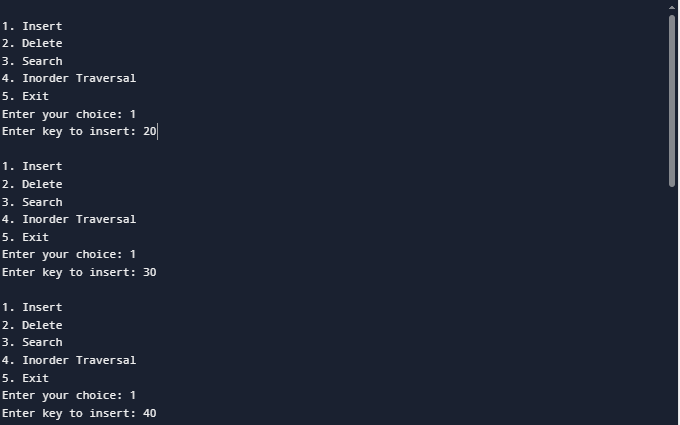 1. Insert
2. Delete
3. Search
4. Inorder Traversal
5. Exit
Enter your choice: 1
Enter key to insert: 20
1. Insert
2. Delete
3. Search
4. Inorder Traversal
5. Exit
Enter your choice: 1
Enter key to insert: 30
1. Insert
2. Delete
3. Search
4. Inorder Traversal
5. Exit
Enter your choice: 1
Enter key to insert: 40